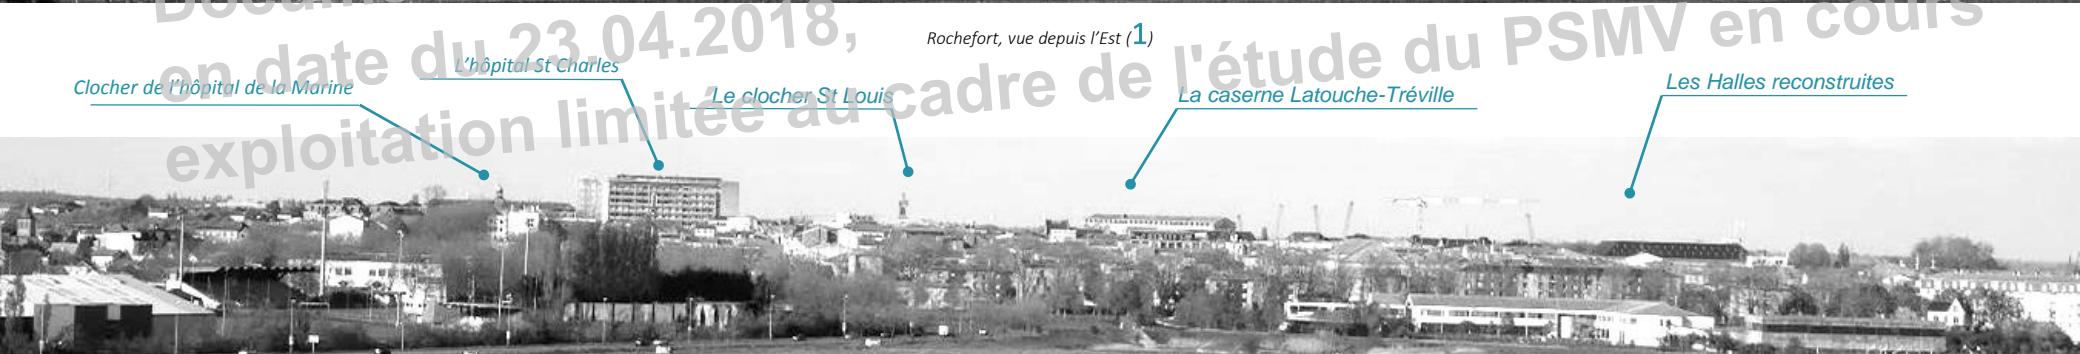 Docum
en date du 23.04.2018,
exploitation limitée au cadre de l'étude du PSMV en cours
Rochefort, vue depuis l’Est (1)
Clocher de l’hôpital de la Marine
L’hôpital St Charles
Le clocher St Louis
La caserne Latouche-Tréville
Les Halles reconstruites